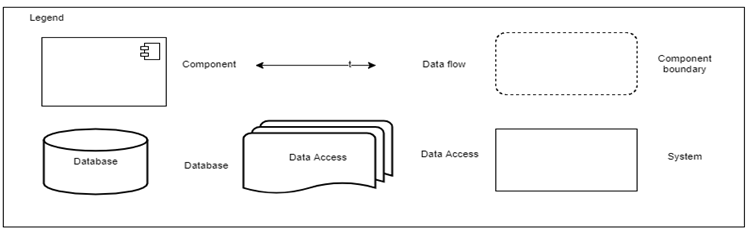 Legend
Component
Data flow
Component
boundary
Database
Database
Data Access
Data Access
System